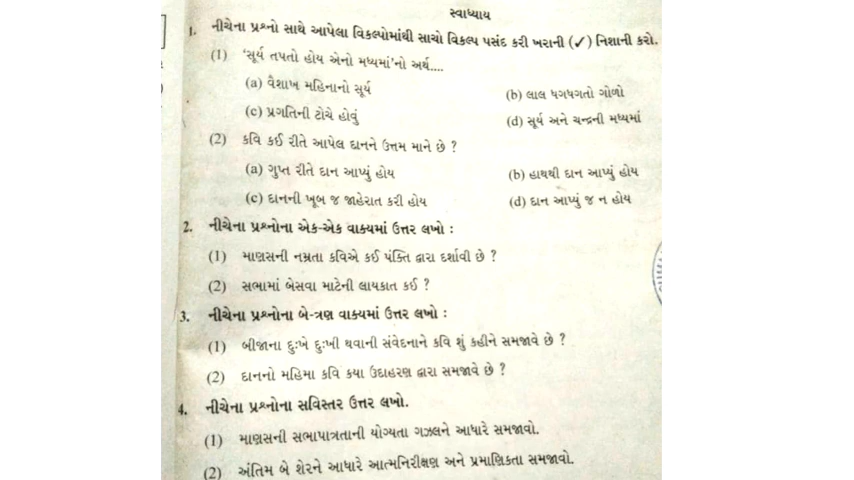 સ્વાધ્યાય
1. નીચેના પ્રશ્નો સાથે આપેલા વિકલ્પોમાંથી સાચો વિકલ્પ પસંદ કરી ખરાની (✓) નિશાની કરો.
(1) ‘સૂર્ય તપતો હોય એનો મધ્યમાં’નો અર્થ....
(a) વૈશાખ મહિનાનો સૂર્ય (b) લાલ ધગધગતો ગોળો
(c) પ્રગતિની ટોચે હોવું (d) સૂર્ય અને ચન્દ્રની મધ્યમાં
(2) કવિ કઈ રીતે આપેલ દાનને ઉત્તમ માને છે ?
(a) ગુપ્ત રીતે દાન આપ્યું હોય (b) હાથથી દાન આપ્યું હોય
(c) દાનની ખૂબ જ જાહેરાત કરી હોય (d) દાન આપ્યું જ ન હોય
2. નીચેના પ્રશ્નોના એક-એક વાક્યમાં ઉત્તર લખો :
(1) માણસની નમ્રતા કવિએ કઈ પંક્તિ દ્વારા દર્શાવી છે ?
(2) સભામાં બેસવા માટેની લાયકાત કઈ ?
3. નીચેના પ્રશ્નોના બે-ત્રણ વાક્યમાં ઉત્તર લખો :
(1) બીજાના દુઃખે દુઃખી થવાની સંવેદનાને કવિ શું કહીને સમજાવે છે ?
(2) દાનનો મહિમા કવિ કયા ઉદાહરણ દ્વારા સમજાવે છે ?
4. નીચેના પ્રશ્નોના સવિસ્તર ઉત્તર લખો.
(1) માણસની સભાપાત્રતાની યોગ્યતા ગઝલને આધારે સમજાવો.
(2) અંતિમ બે શેરને આધારે આત્મનિરીક્ષણ અને પ્રમાણિકતા સમજાવો.